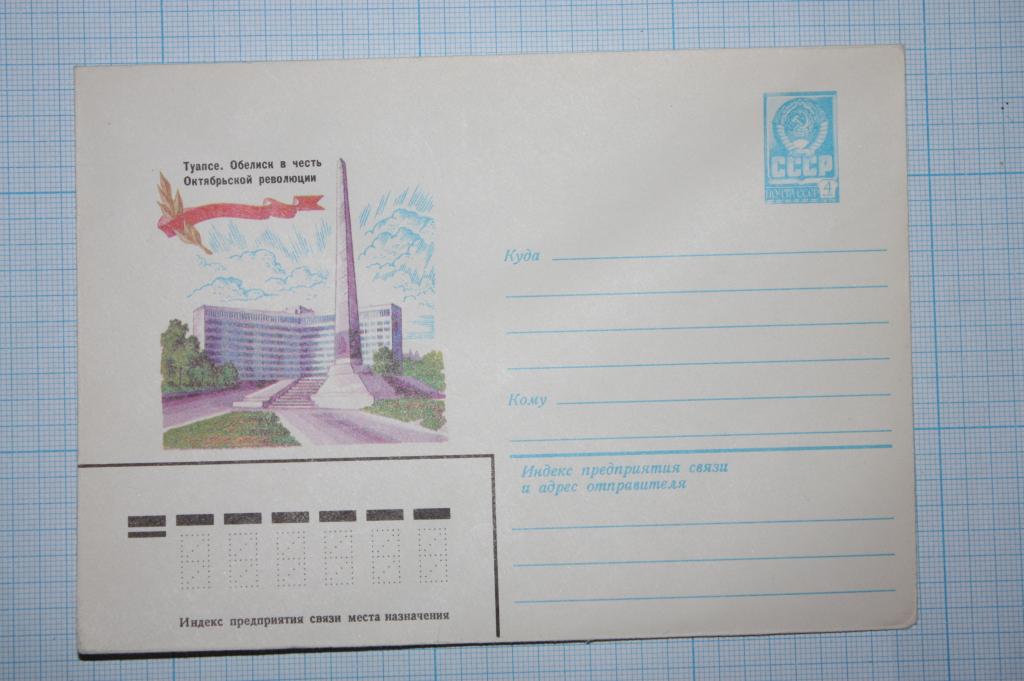 Туапсе. Обелиск в честь
Октябрьской революции
СССР
ПОЧТА СССР 4
Куда
Кому
Индекс предприятия связи
и адрес отправителя
Индекс предприятия связи места назначения